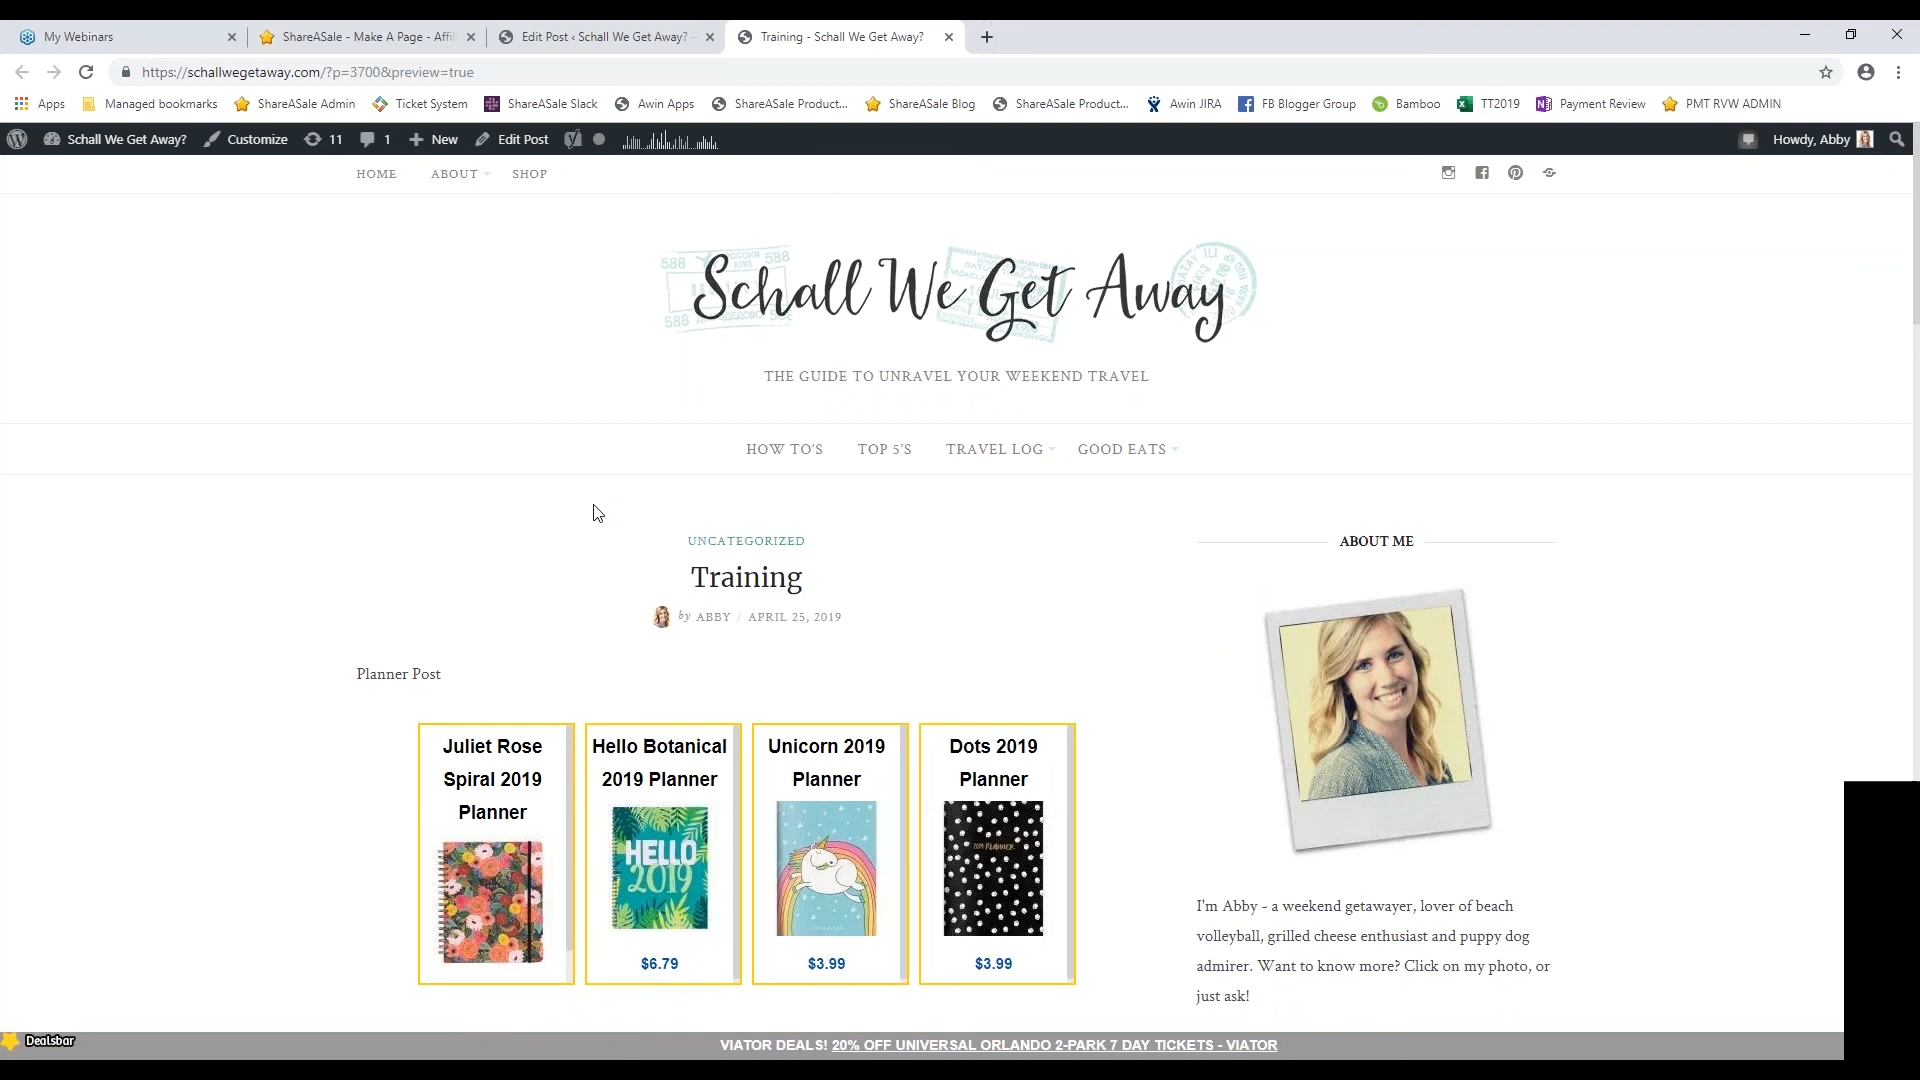 My Webinars
ShareASale - Make A Page - Affil
Edit Post ‹ Schall We Get Away? —
Training - Schall We Get Away?
https://schallwegetaway.com/?p=3700&preview=true
Apps
Managed bookmarks
ShareASale Admin
Ticket System
ShareASale Slack
Awin Apps
ShareASale Product...
ShareASale Blog
ShareASale Product...
Awin JIRA
FB Blogger Group
Bamboo
TT2019
Payment Review
PMT RVW ADMIN
Schall We Get Away?
Customize
11
1
New
Edit Post
Howdy, Abby
HOME
ABOUT
SHOP
588
588
588
Schall We Get Away
THE GUIDE TO UNRAVEL YOUR WEEKEND TRAVEL
HOW TO'S
TOP 5'S
TRAVEL LOG
GOOD EATS
UNCATEGORIZED
Training
by ABBY / APRIL 25, 2019
Planner Post
Juliet Rose
Spiral 2019
Planner
Hello Botanical
2019 Planner
HELLO
2019
$6.79
Unicorn 2019
Planner
$3.99
Dots 2019
Planner
2019 PLANNER
$3.99
ABOUT ME
I'm Abby - a weekend getawayer, lover of beach
volleyball, grilled cheese enthusiast and puppy dog
admirer. Want to know more? Click on my photo, or
just ask!
Dealsbar
VIATOR DEALS! 20% OFF UNIVERSAL ORLANDO 2-PARK 7 DAY TICKETS - VIATOR